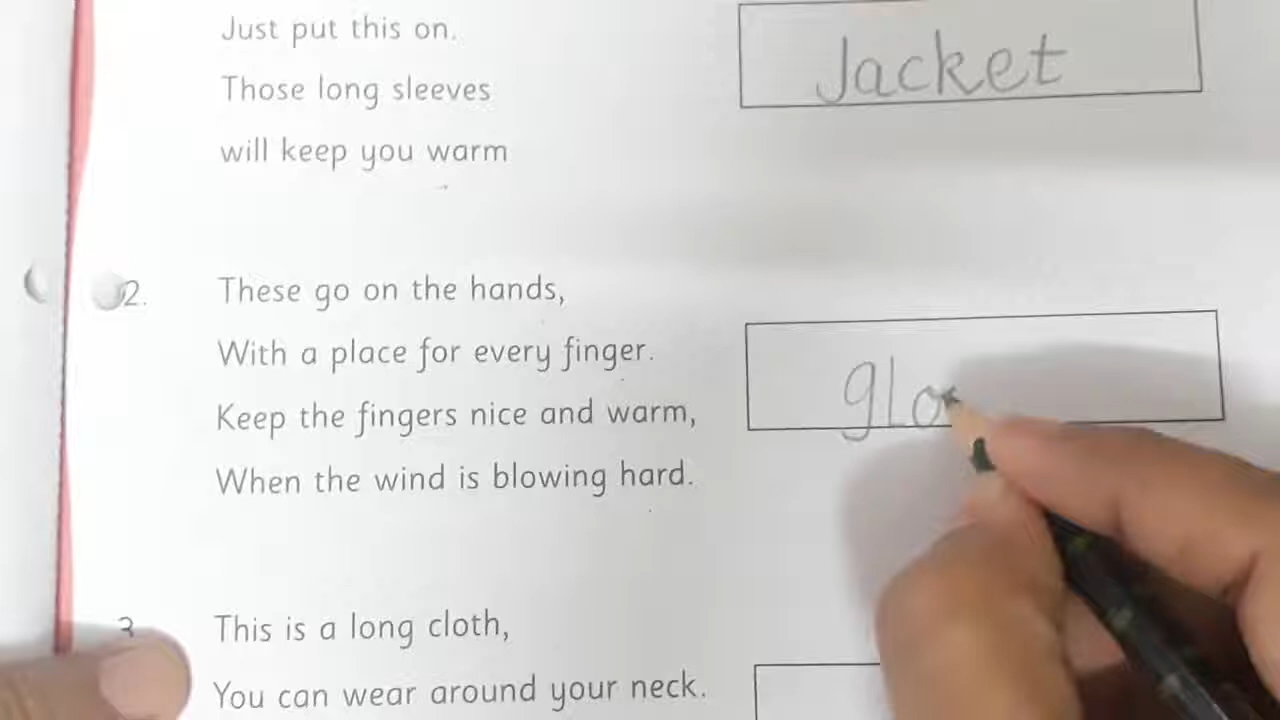 Just put this on.
Jacket
Those long sleeves
will keep you warm
2. These go on the hands,
With a place for every finger.
glo
Keep the fingers nice and warm,
When the wind is blowing hard.
3 This is a long cloth,
You can wear around your neck.